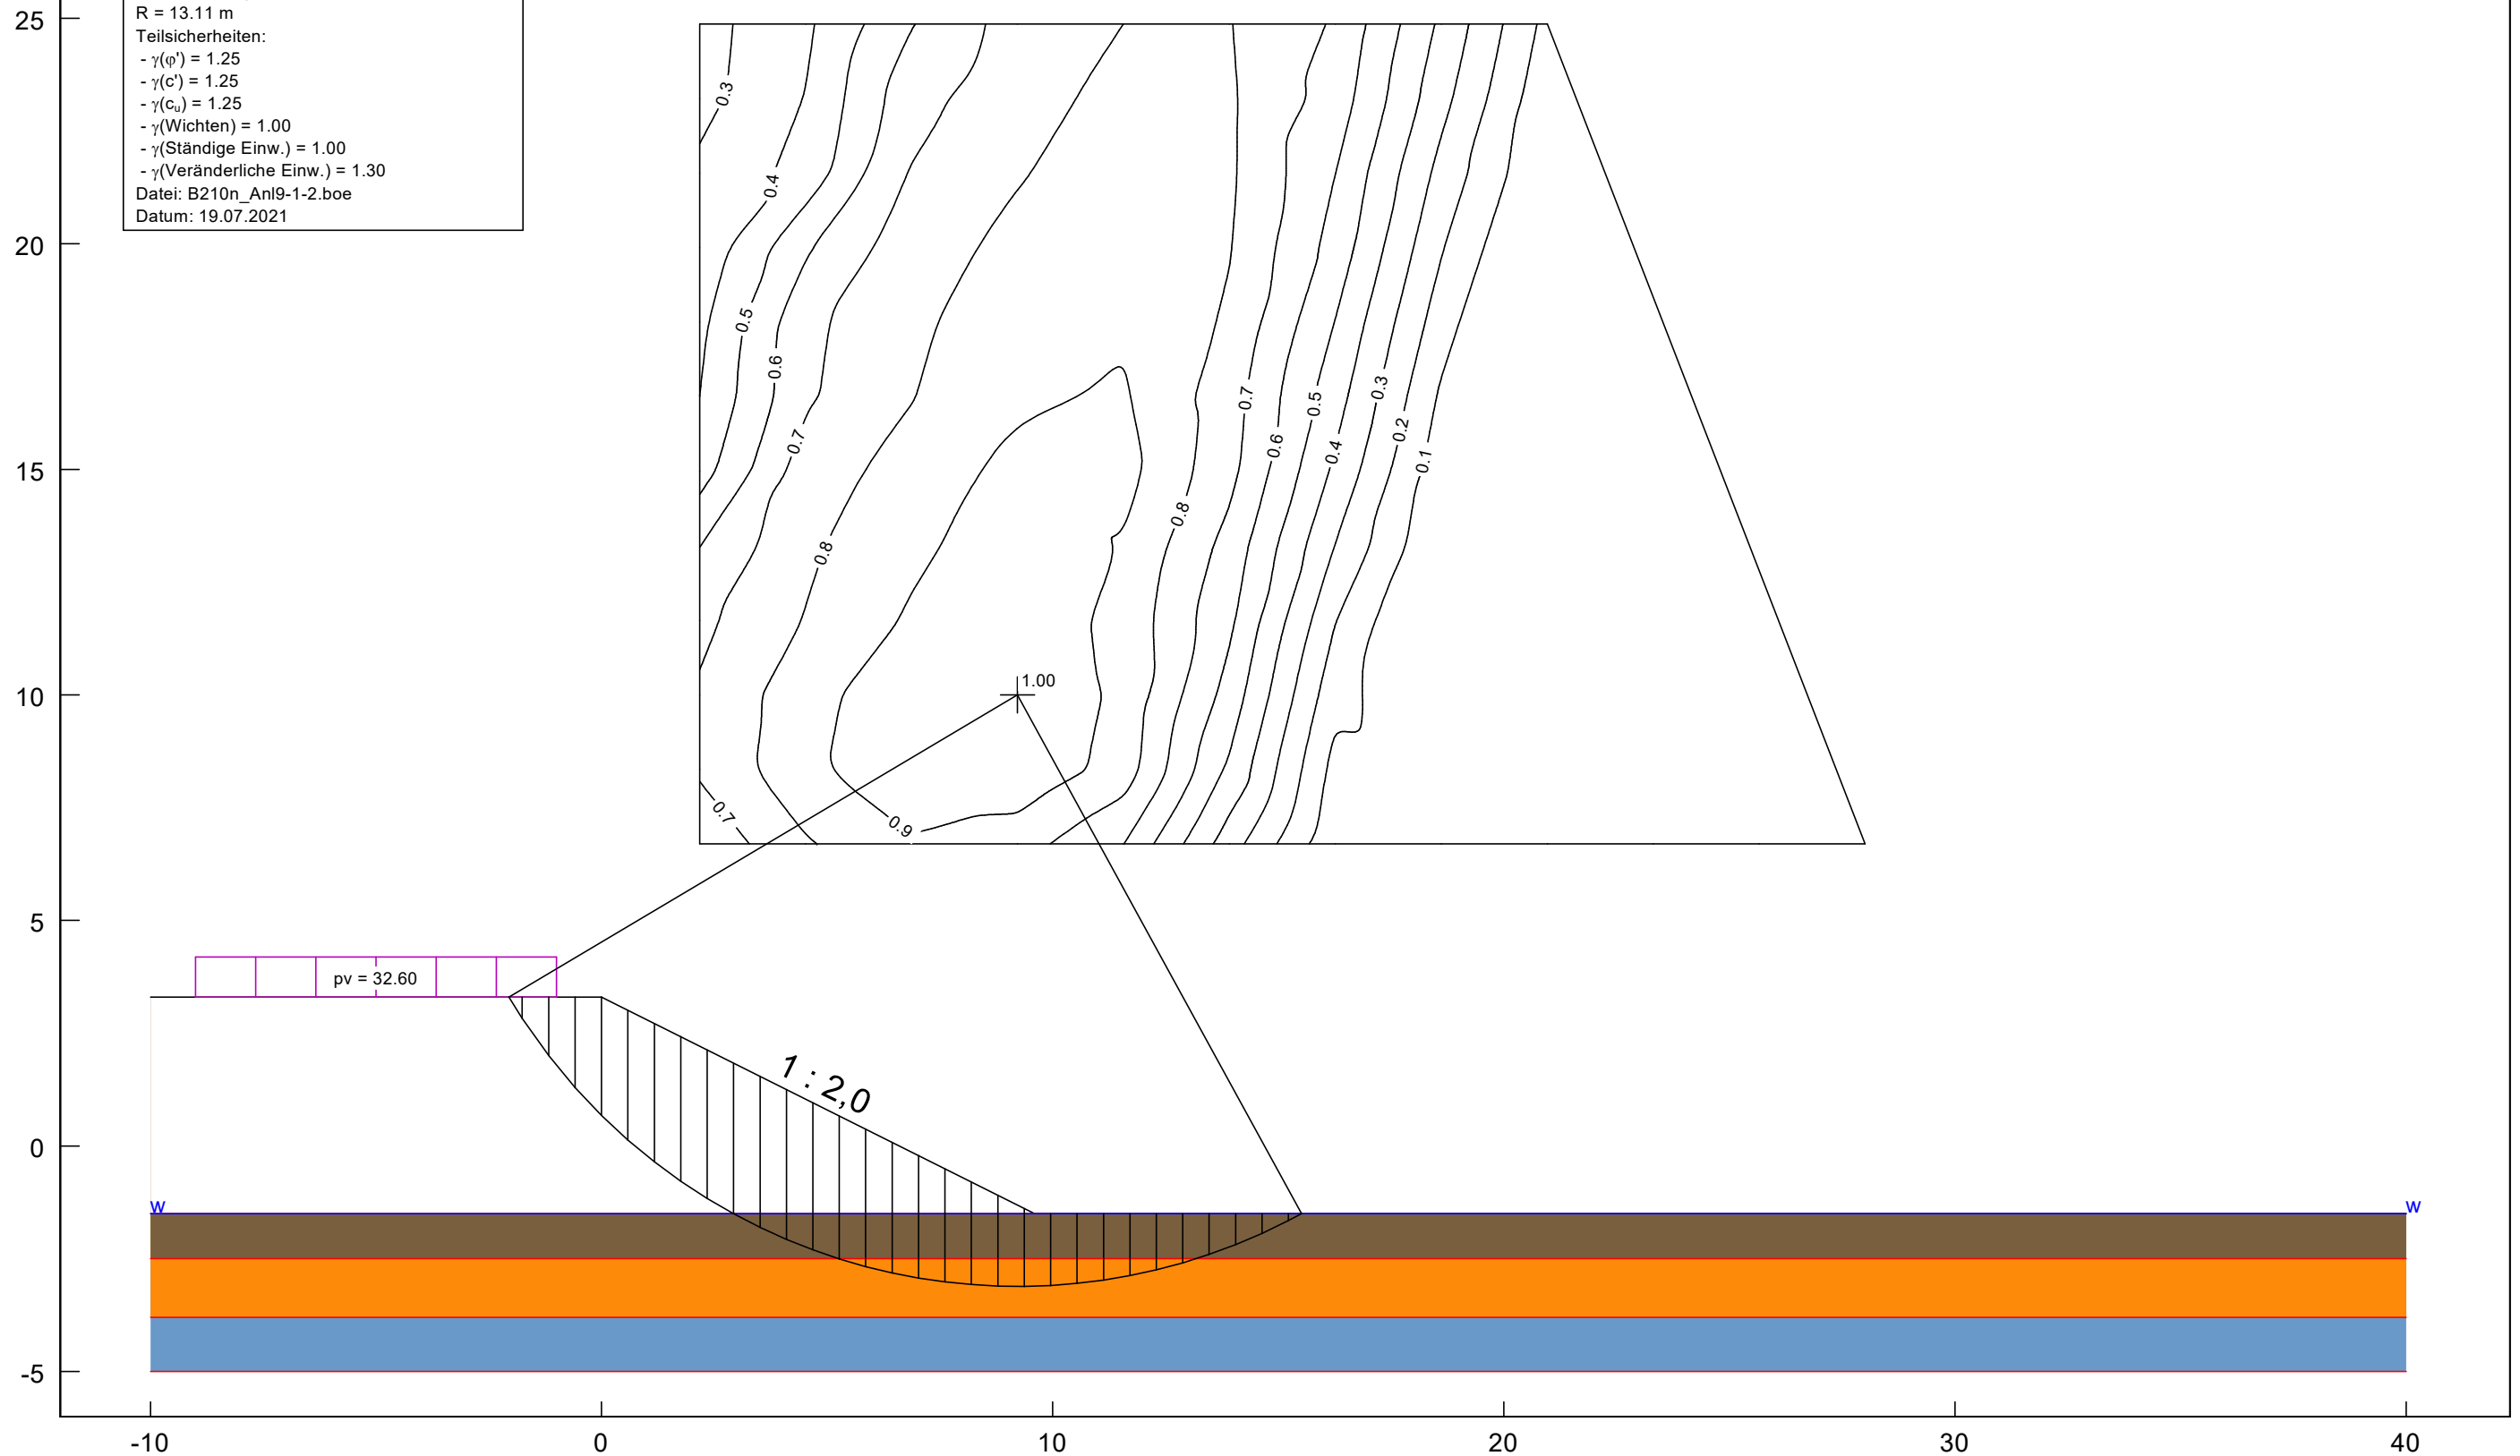 R = 13.11 m
Teilsicherheiten:
- γ(φ') = 1.25
- γ(c') = 1.25
- γ(cᵤ) = 1.25
- γ(Wichten) = 1.00
- γ(Ständige Einw.) = 1.00
- γ(Veränderliche Einw.) = 1.30
Datei: B210n_Anl9-1-2.boe
Datum: 19.07.2021
25
20
15
10
5
0
-5
0.3
0.4
0.5
0.6
0.7
0.8
0.7
0.9
1.00
0.8
0.7
0.6
0.5
0.4
0.3
0.2
0.1
pv = 32.60
1 : 2,0
w
w
-10
0
10
20
30
40